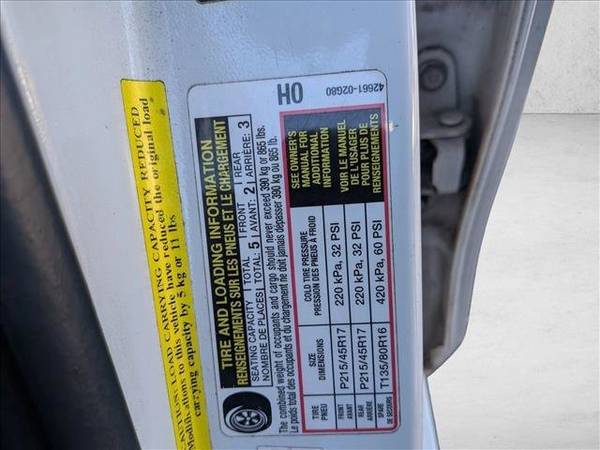 CAUTION: LOAD CARRYING CAPACITY REDUCED
Modifications to this vehicle have reduced the original load
carrying capacity by 5 kg or 11 lbs
TIRE AND LOADING INFORMATION
RENSEIGNEMENTS SUR LES PNEUS ET LE CHARGEMENT
SEATING CAPACITY TOTAL 5 FRONT 2 REAR 3
NOMBRE DE PLACES TOTAL: AVANT: ARRIÈRE:
The combined weight of occupants and cargo should never exceed 390 kg or 865 lbs.
Le poids total des occupants et du chargement ne doit jamais dépasser 390 kg ou 865 lb.
TIRE SIZE COLD TIRE PRESSURE
PNEU DIMENSIONS PRESSION DES PNEUS À FROID
FRONT P215/45R17 220 kPa, 32 PSI
AVANT
REAR P215/45R17 220 kPa, 32 PSI
ARRIÈRE
SPARE T135/80R16 420 kPa, 60 PSI
DE SECOURS
SEE OWNER'S
MANUAL FOR
ADDITIONAL
INFORMATION
VOIR LE MANUEL
DE L'USAGER
POUR PLUS DE
RENSEIGNEMENTS
OH
42661-02G80